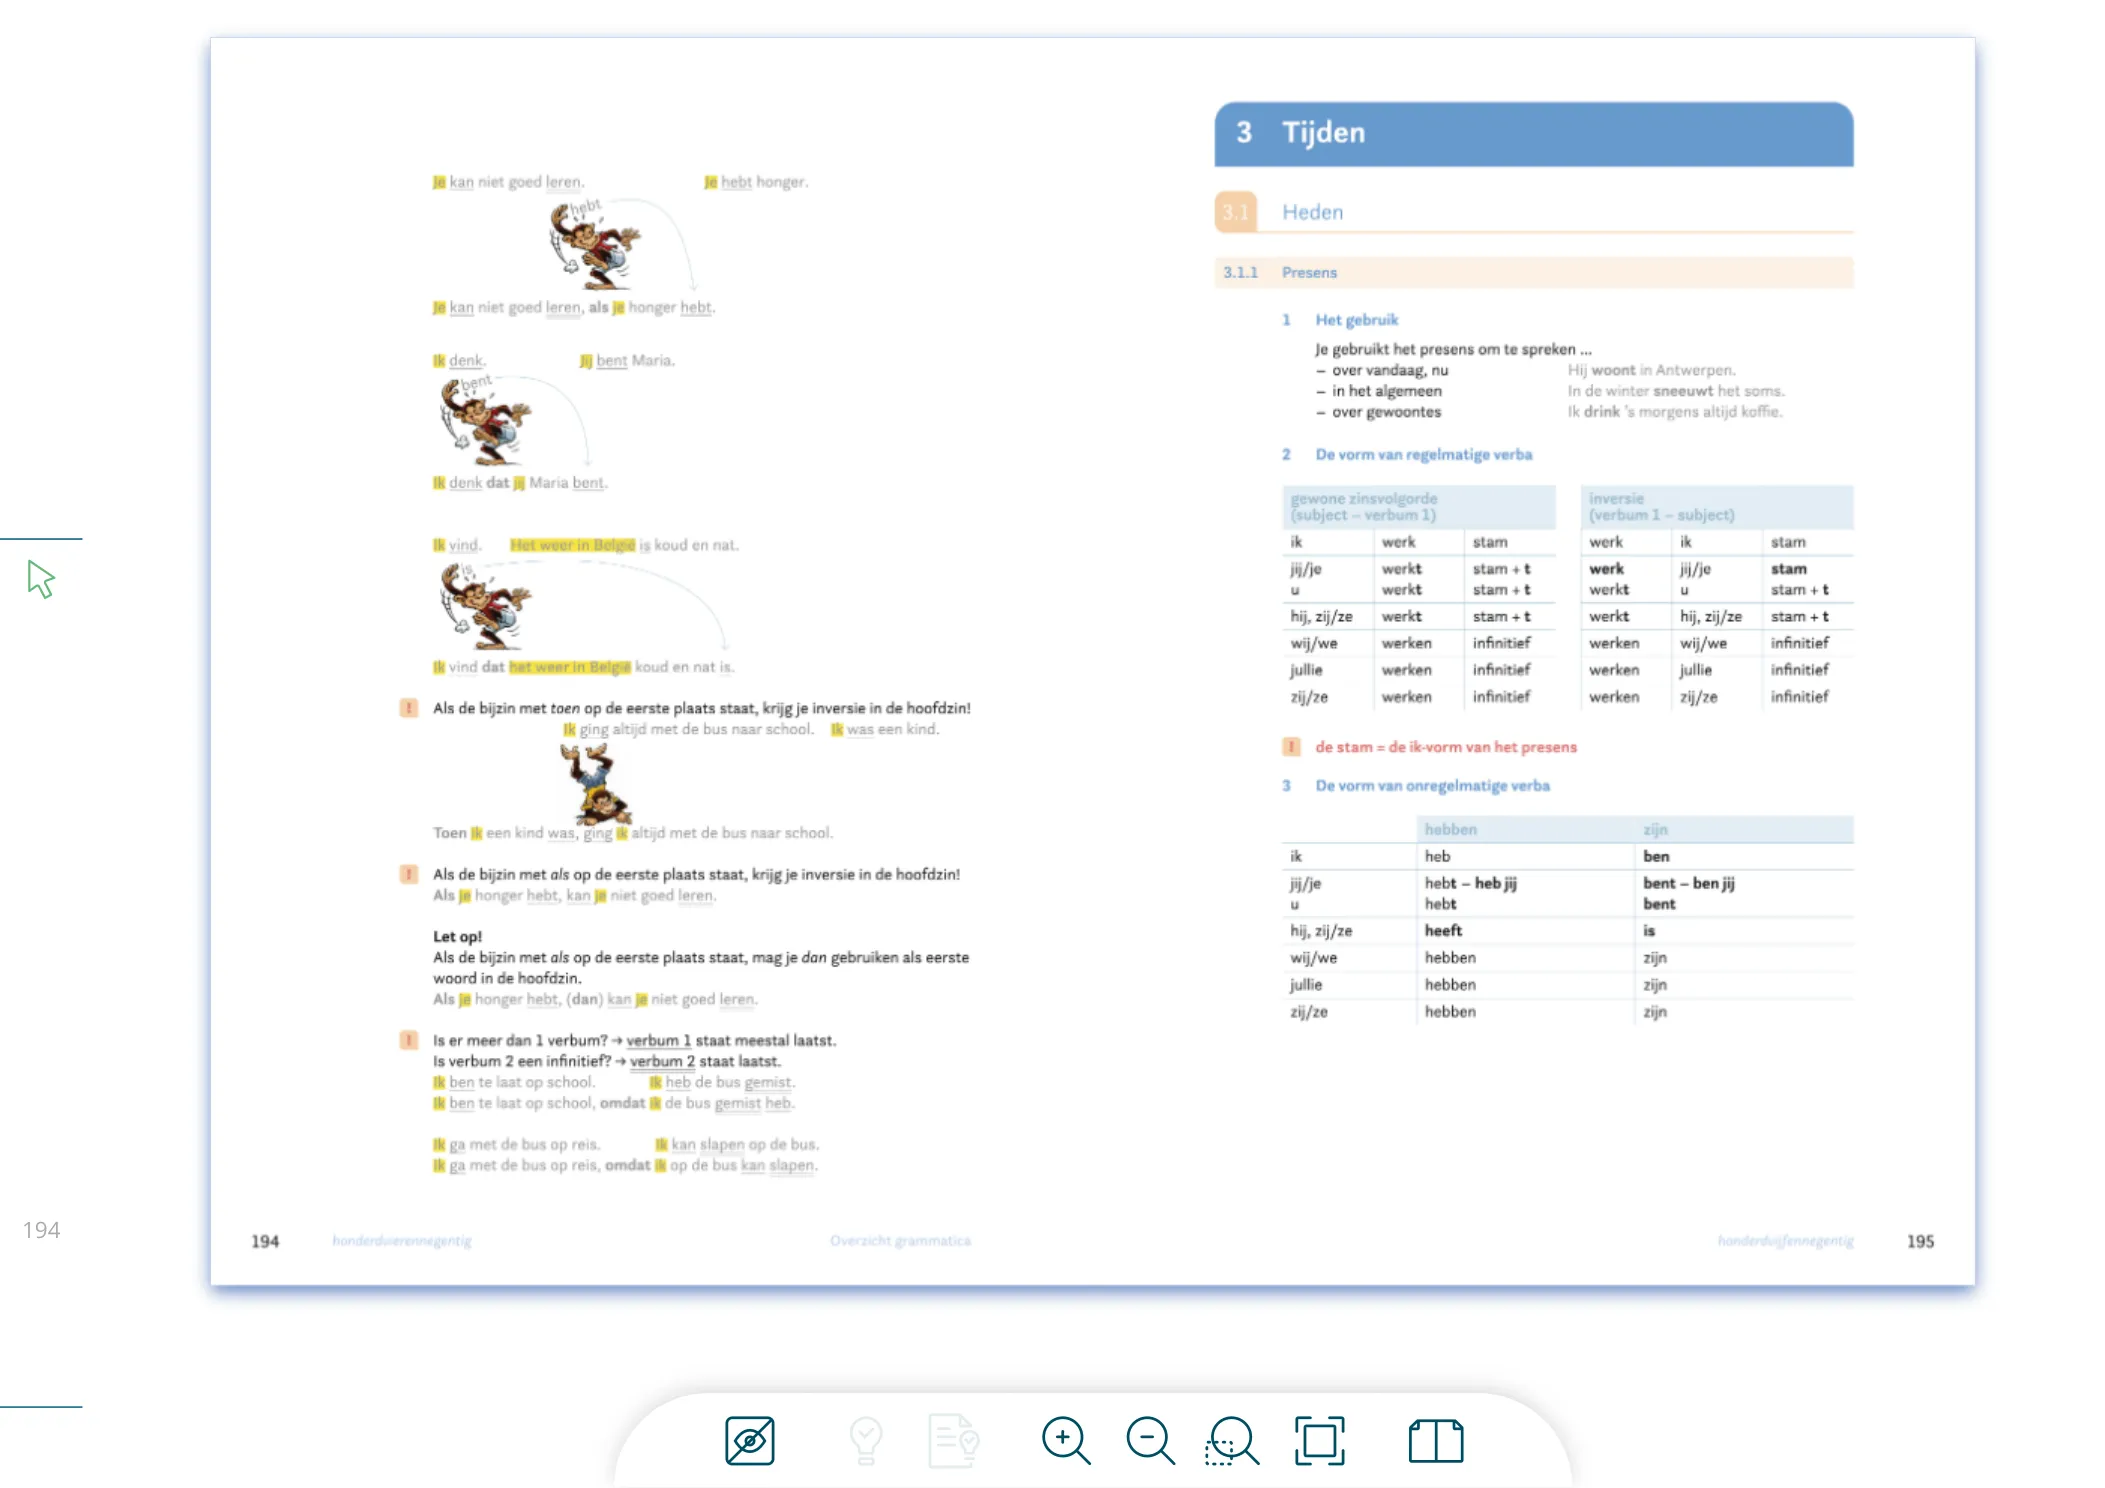 Je kan niet goed leren. Je hebt honger.
hebt
Je kan niet goed leren, als je honger hebt.
Ik denk. Jij bent Maria.
bent
Ik denk dat jij Maria bent.
Ik vind. Het weer in België is koud en nat.
is
Ik vind dat het weer in België koud en nat is.
! Als de bijzin met toen op de eerste plaats staat, krijg je inversie in de hoofdzin!
Ik ging altijd met de bus naar school. Ik was een kind.
Toen ik een kind was, ging ik altijd met de bus naar school.
! Als de bijzin met als op de eerste plaats staat, krijg je inversie in de hoofdzin!
Als je honger hebt, kan je niet goed leren.
Let op!
Als de bijzin met als op de eerste plaats staat, mag je dan gebruiken als eerste
woord in de hoofdzin.
Als je honger hebt, (dan) kan je niet goed leren.
! Is er meer dan 1 verbum? → verbum 1 staat meestal laatst.
Is verbum 2 een infinitief? → verbum 2 staat laatst.
Ik ben te laat op school. Ik heb de bus gemist.
Ik ben te laat op school, omdat ik de bus gemist heb.
Ik ga met de bus op reis. Ik kan slapen op de bus.
Ik ga met de bus op reis, omdat ik op de bus kan slapen.
194 honderdvierennegentig Overzicht grammatica
3 Tijden
3.1 Heden
3.1.1 Presens
1 Het gebruik
Je gebruikt het presens om te spreken ...
– over vandaag, nu Hij woont in Antwerpen.
– in het algemeen In de winter sneeuwt het soms.
– over gewoontes Ik drink 's morgens altijd koffie.
2 De vorm van regelmatige verba
gewone zinsvolgorde inversie
(subject – verbum 1) (verbum 1 – subject)
ik werk stam werk ik stam
jij/je werkt stam + t werk jij/je stam
u werkt stam + t werkt u stam + t
hij, zij/ze werkt stam + t werkt hij, zij/ze stam + t
wij/we werken infinitief werken wij/we infinitief
jullie werken infinitief werken jullie infinitief
zij/ze werken infinitief werken zij/ze infinitief
! de stam = de ik-vorm van het presens
3 De vorm van onregelmatige verba
hebben zijn
ik heb ben
jij/je hebt – heb jij bent – ben jij
u hebt bent
hij, zij/ze heeft is
wij/we hebben zijn
jullie hebben zijn
zij/ze hebben zijn
honderdvijfennegentig 195
194